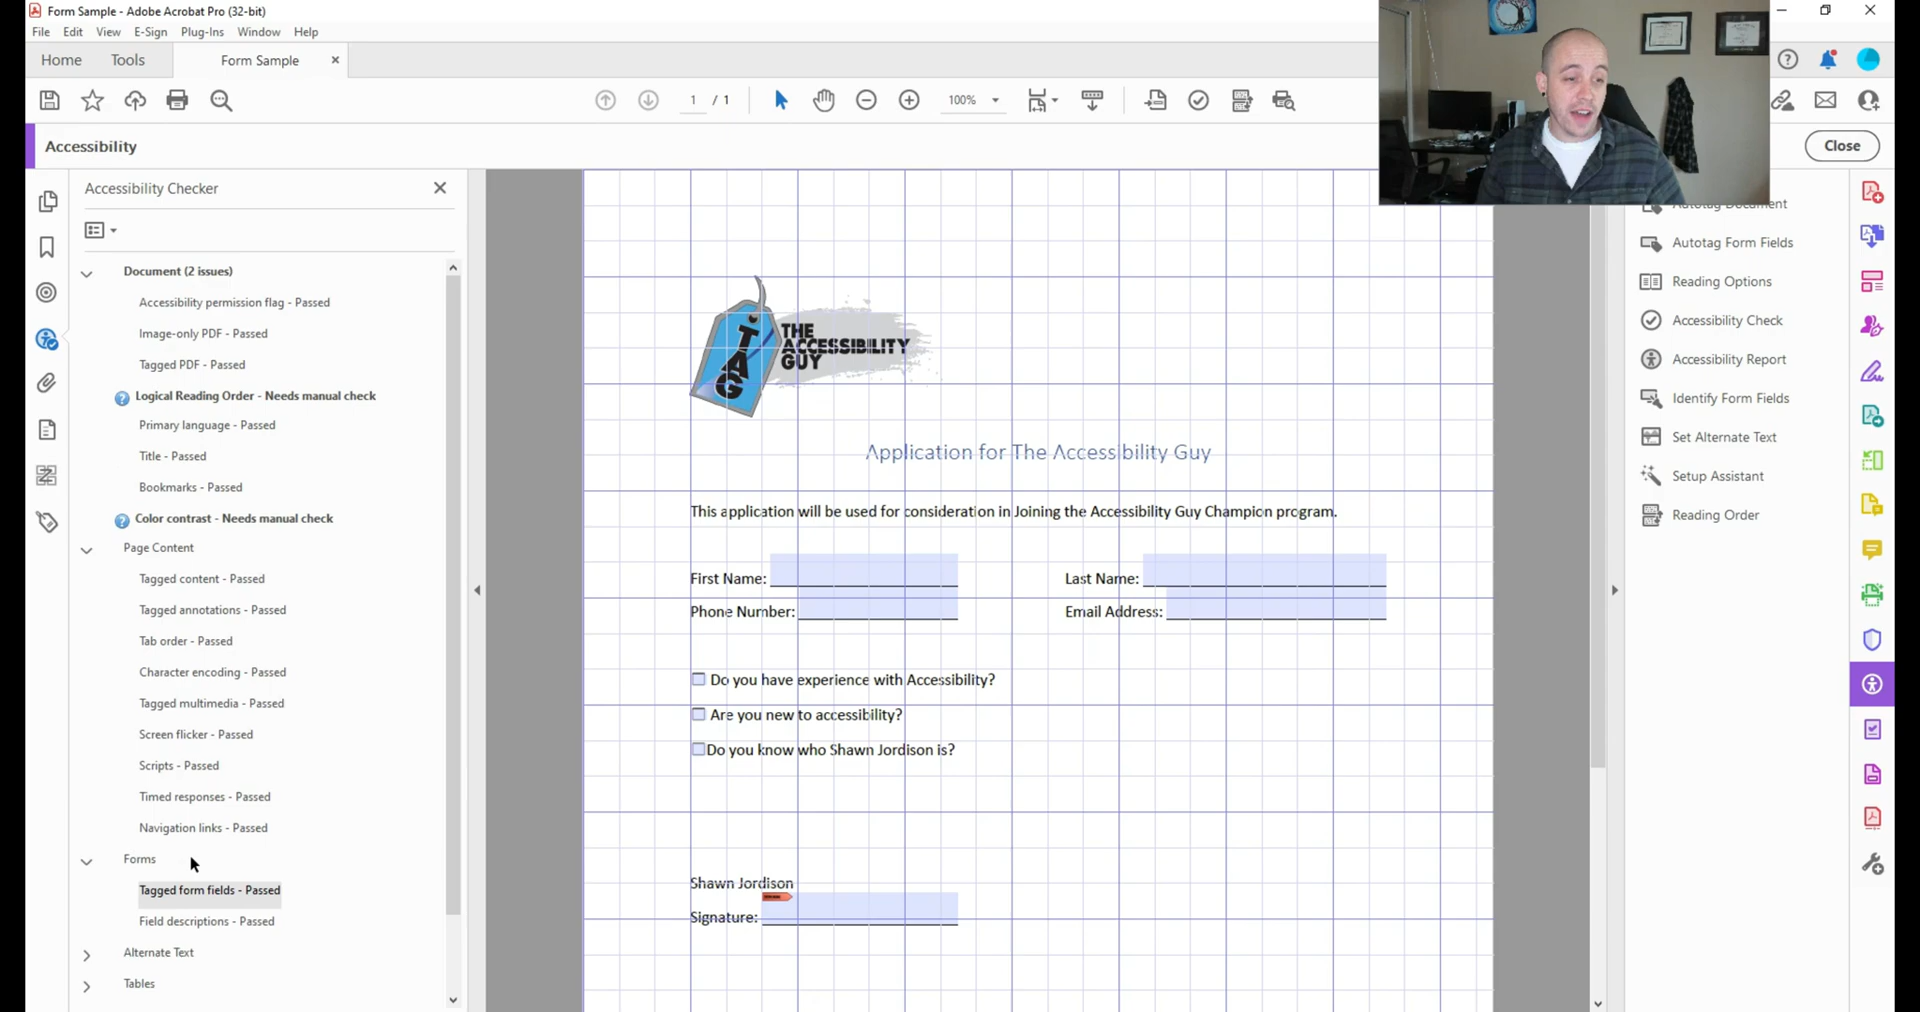 Form Sample - Adobe Acrobat Pro (32-bit)
File Edit View E-Sign Plug-Ins Window Help
Home Tools Form Sample ×
1 / 1 100%
Accessibility
Close
Accessibility Checker
Document (2 issues)
Accessibility permission flag - Passed
Image-only PDF - Passed
Tagged PDF - Passed
Logical Reading Order - Needs manual check
Primary language - Passed
Title - Passed
Bookmarks - Passed
Color contrast - Needs manual check
Page Content
Tagged content - Passed
Tagged annotations - Passed
Tab order - Passed
Character encoding - Passed
Tagged multimedia - Passed
Screen flicker - Passed
Scripts - Passed
Timed responses - Passed
Navigation links - Passed
Forms
Tagged form fields - Passed
Field descriptions - Passed
Alternate Text
Tables
TAG
THE
ACCESSIBILITY
GUY
Application for The Accessibility Guy
This application will be used for consideration in Joining the Accessibility Guy Champion program.
First Name: Last Name:
Phone Number: Email Address:
Do you have experience with Accessibility?
Are you new to accessibility?
Do you know who Shawn Jordison is?
Shawn Jordison
Signature:
Autotag Document
Autotag Form Fields
Reading Options
Accessibility Check
Accessibility Report
Identify Form Fields
Set Alternate Text
Setup Assistant
Reading Order